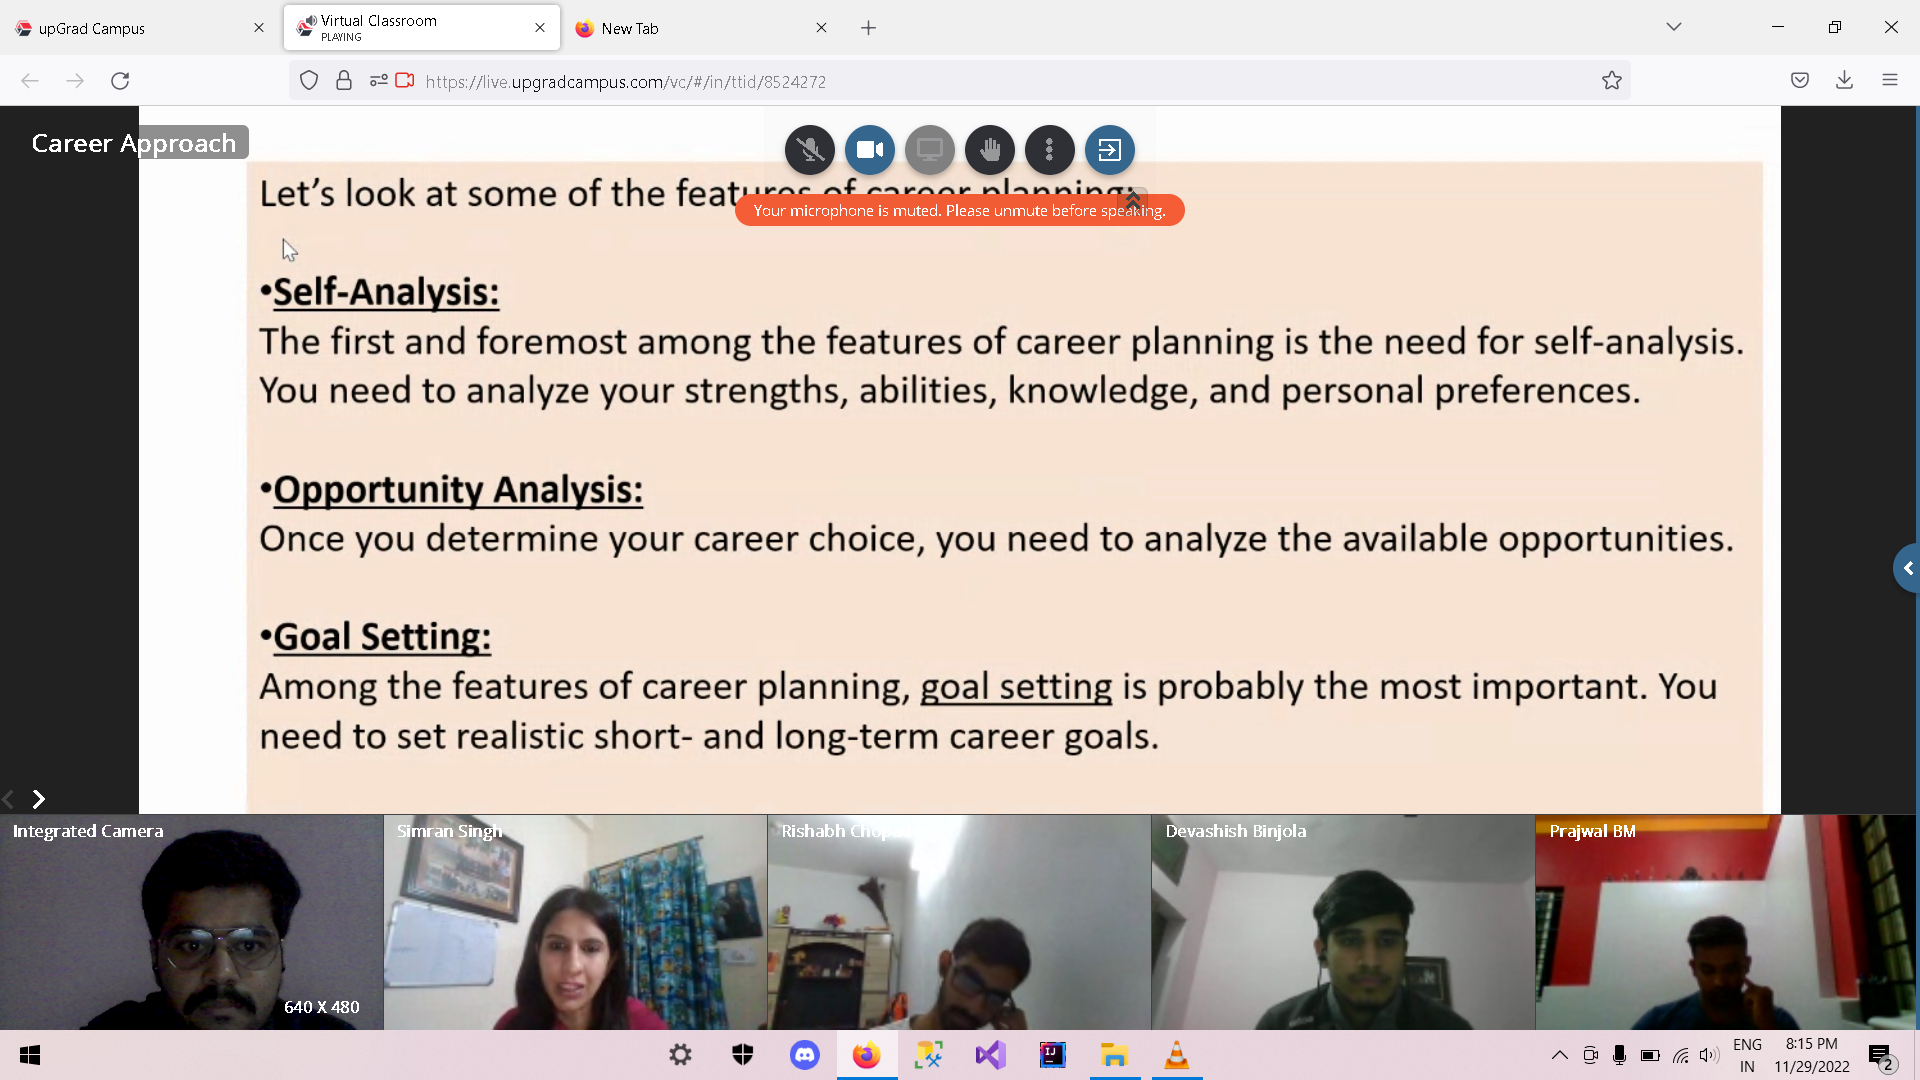 upGrad Campus
Virtual Classroom
PLAYING
New Tab
https://live.upgradcampus.com/vc/#/in/ttid/8524272
Career Approach
Let's look at some of the features of career planning:
Your microphone is muted. Please unmute before speaking.
•Self-Analysis:
The first and foremost among the features of career planning is the need for self-analysis.
You need to analyze your strengths, abilities, knowledge, and personal preferences.
•Opportunity Analysis:
Once you determine your career choice, you need to analyze the available opportunities.
•Goal Setting:
Among the features of career planning, goal setting is probably the most important. You
need to set realistic short- and long-term career goals.
Integrated Camera
640 X 480
Simran Singh
Rishabh
Devashish Binjola
Prajwal BM
IJ
ENG
IN
8:15 PM
11/29/2022
2